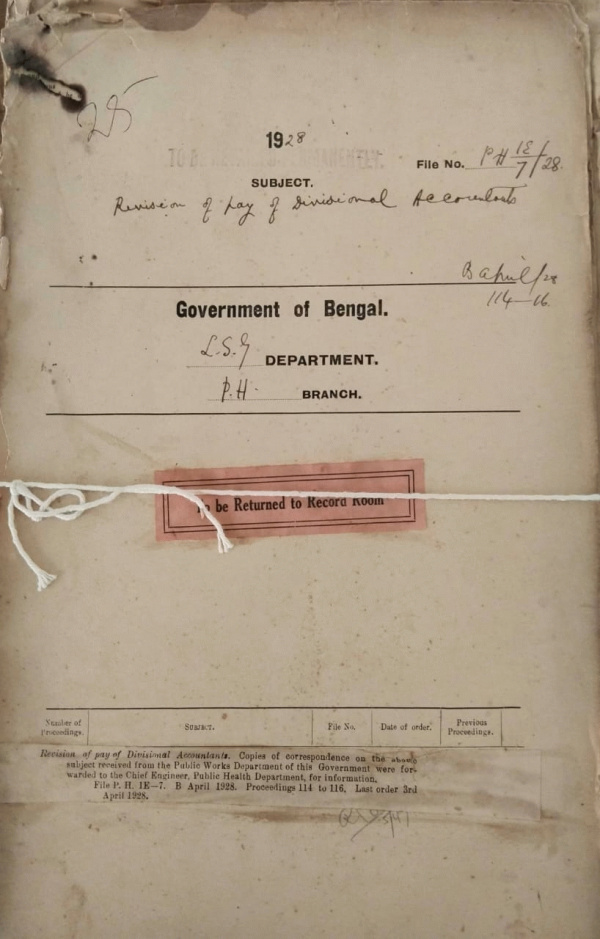 25
1928
File No. P H 1E/7/28.
SUBJECT.
Revision of pay of Divisional Accountants
B April/28
114–16
Government of Bengal.
L.S.G DEPARTMENT.
P.H. BRANCH.
To be Returned to Record Room
Number of Proceedings. SUBJECT. File No. Date of order. Previous Proceedings.
Revision of pay of Divisional Accountants. Copies of correspondence on the above
subject received from the Public Works Department of this Government were for-
warded to the Chief Engineer, Public Health Department, for information.
File P. H. 1E—7. B April 1928. Proceedings 114 to 116, Last order 3rd
April 1928.